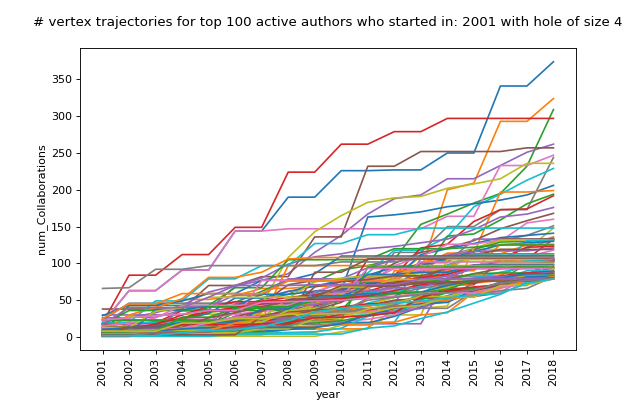 # vertex trajectories for top 100 active authors who started in: 2001 with hole of size 4
350
300
250
200
150
100
50
0
num_Collaborations
2001 2002 2003 2004 2005 2006 2007 2008 2009 2010 2011 2012 2013 2014 2015 2016 2017 2018
year